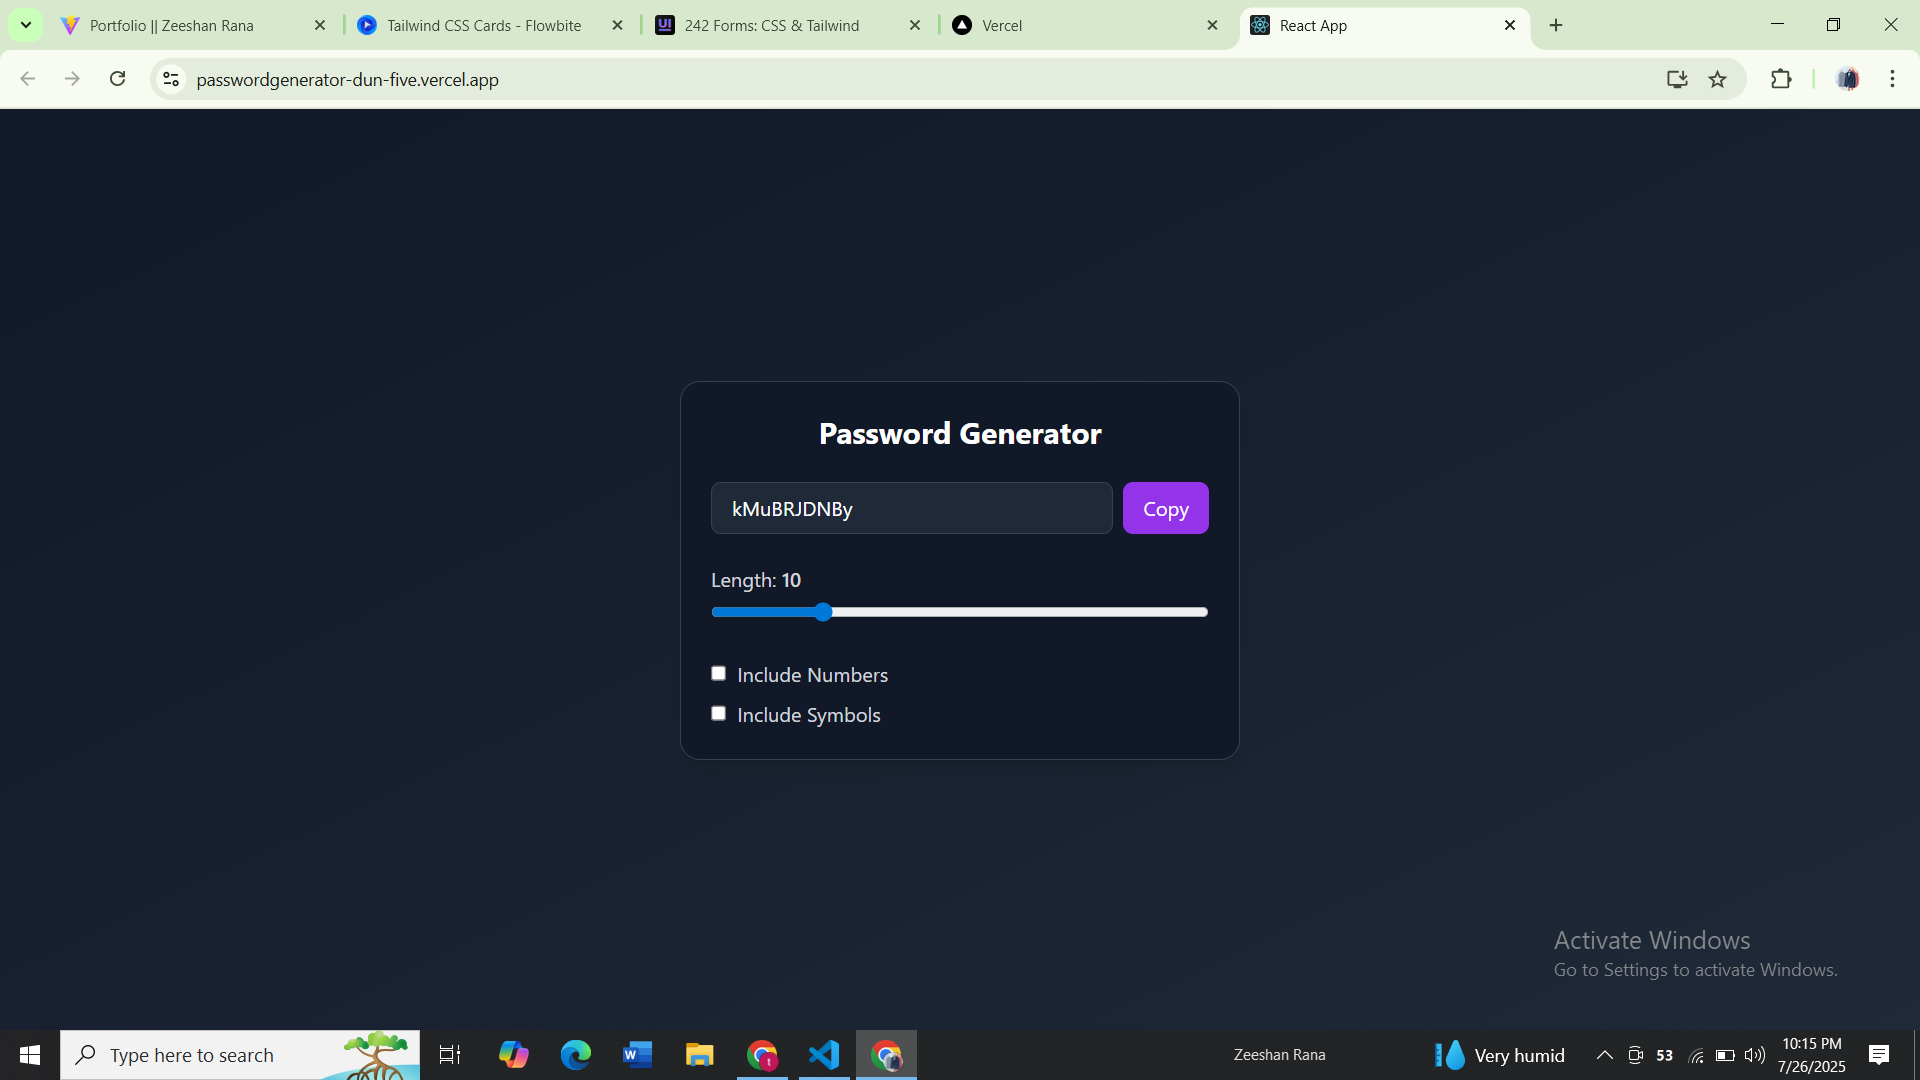 Portfolio || Zeeshan Rana
Tailwind CSS Cards - Flowbite
242 Forms: CSS & Tailwind
Vercel
React App
passwordgenerator-dun-five.vercel.app
Password Generator
kMuBRJDNBy
Copy
Length: 10
Include Numbers
Include Symbols
Activate Windows
Go to Settings to activate Windows.
Type here to search
Zeeshan Rana
Very humid
53
10:15 PM
7/26/2025